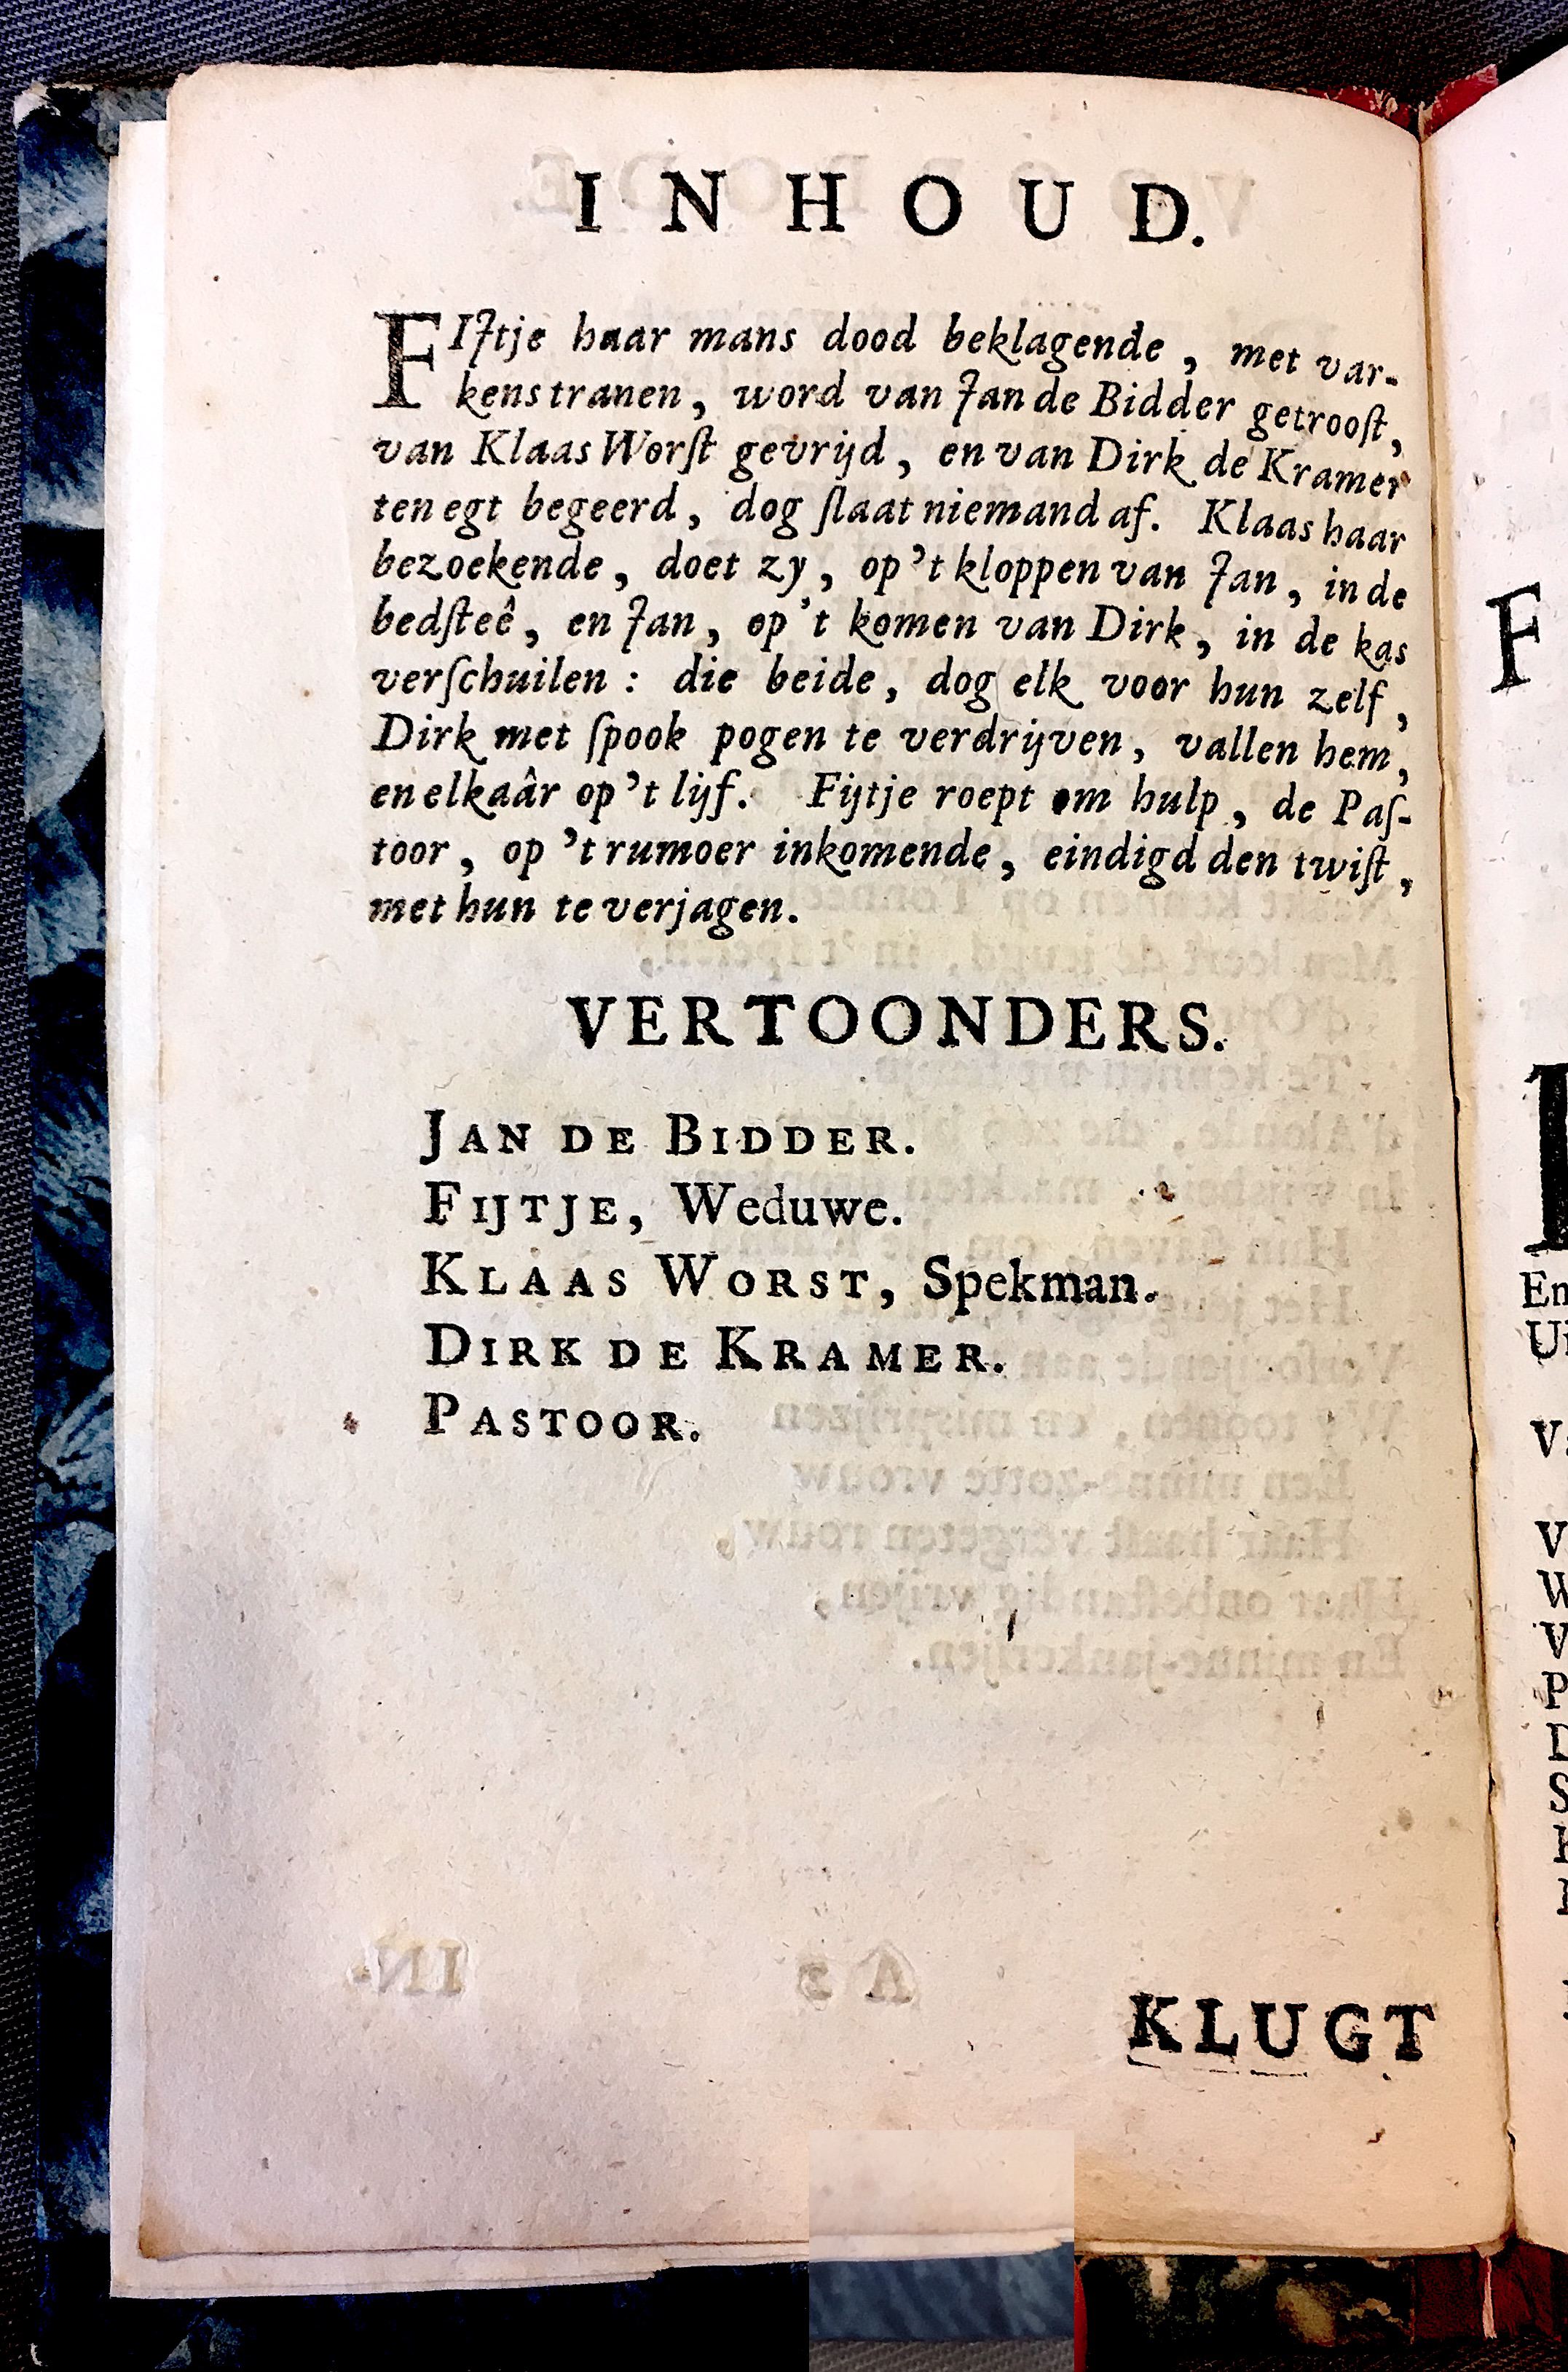 INHOUD.
FIJtje haar mans dood beklagende, met var-
kenstranen, word van Jan de Bidder getrooſt,
van Klaas Worſt gevrijd, en van Dirk de Kramer
ten egt begeerd, dog ſlaat niemand af. Klaas haar
bezoekende, doet zy, op 't kloppen van Jan, in de
bedſteê, en Jan, op 't komen van Dirk, in de kas
verſchuilen: die beide, dog elk voor hun zelf,
Dirk met ſpook pogen te verdrijven, vallen hem,
en elkaâr op 't lijf. Fijtje roept om hulp, de Paſ-
toor, op 't rumoer inkomende, eindigd den twiſt,
met hun te verjagen.
VERTOONDERS.
JAN DE BIDDER.
FIJTJE, Weduwe.
KLAAS WORST, Spekman.
DIRK DE KRAMER.
PASTOOR.
KLUGT